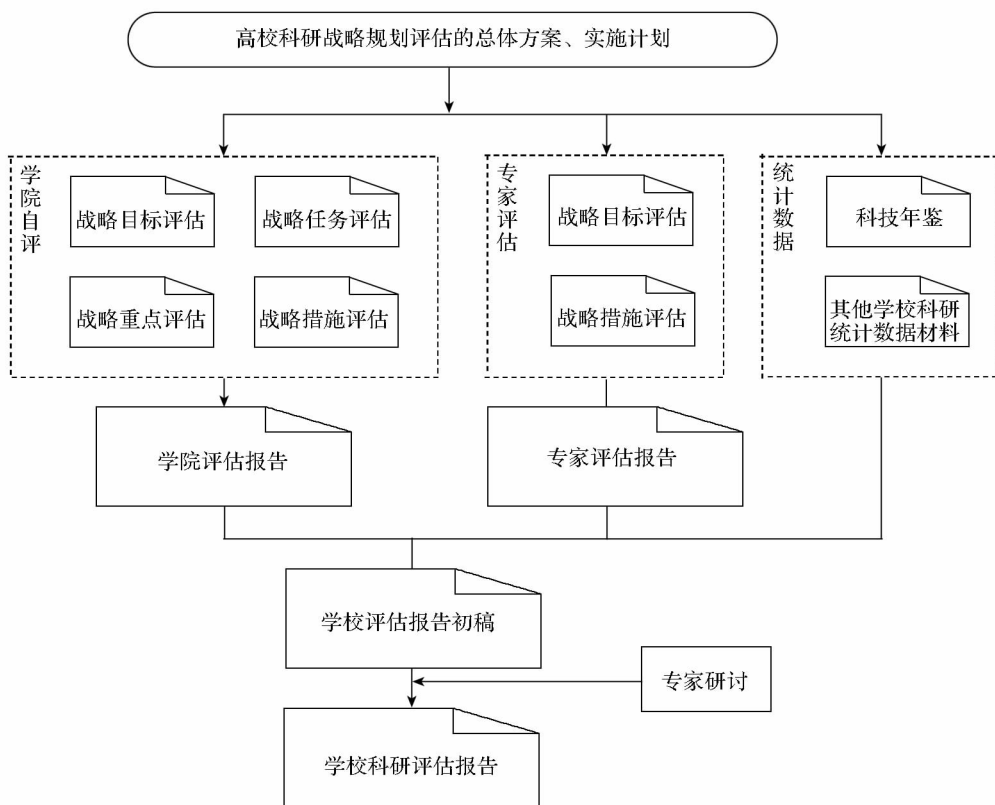 高校科研战略规划评估的总体方案、实施计划
学院自评
战略目标评估
战略任务评估
战略重点评估
战略措施评估
专家评估
战略目标评估
战略措施评估
统计数据
科技年鉴
其他学校科研
统计数据材料
学院评估报告
专家评估报告
学校评估报告初稿
专家研讨
学校科研评估报告